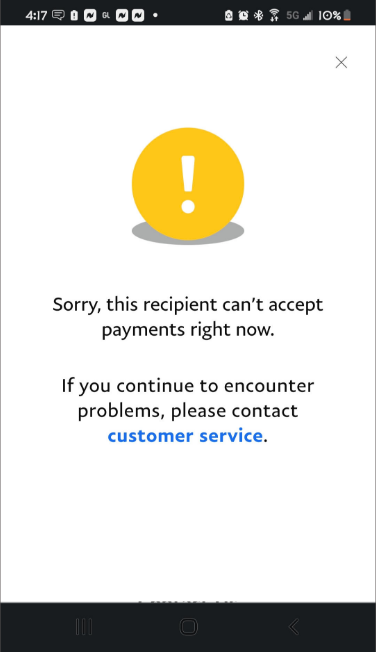 4:17 GL 5G 10%
Sorry, this recipient can't accept
payments right now.
If you continue to encounter
problems, please contact
customer service.